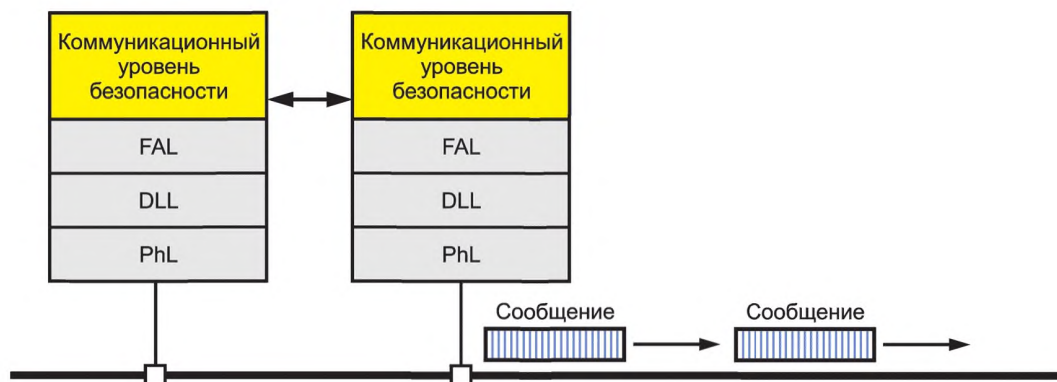 Коммуникационный
уровень
безопасности
FAL
DLL
PhL
Коммуникационный
уровень
безопасности
FAL
DLL
PhL
Сообщение
Сообщение